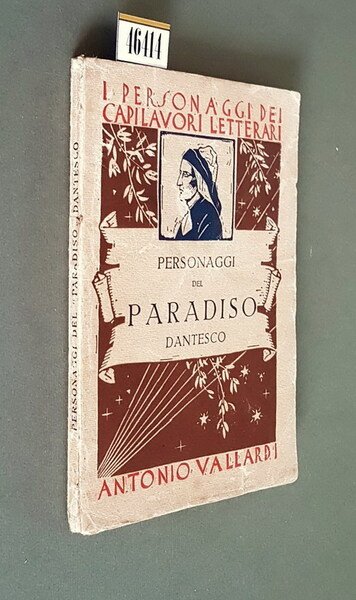 46414
I PERSONAGGI DEI
CAPILAVORI LETTERARI
PERSONAGGI
DEL
PARADISO
DANTESCO
ANTONIO VALLARDI
PERSONAGGI DEL PARADISO DANTESCO